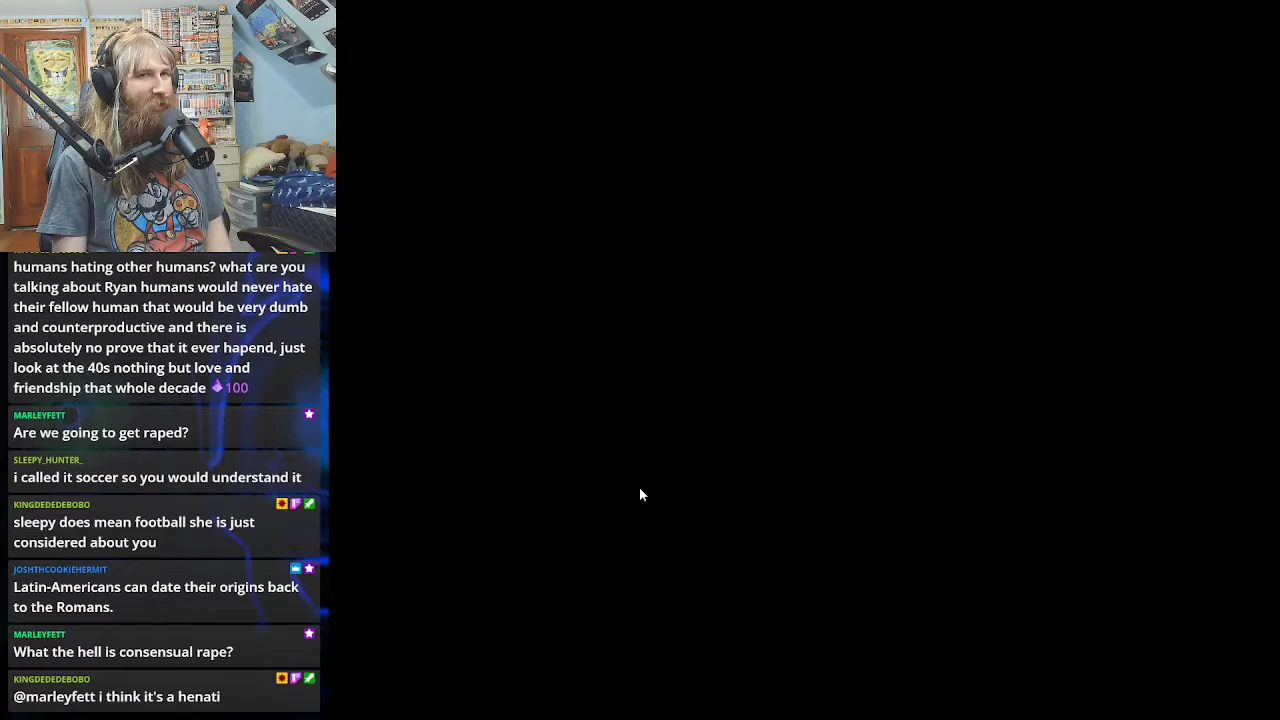 humans hating other humans? what are you
talking about Ryan humans would never hate
their fellow human that would be very dumb
and counterproductive and there is
absolutely no prove that it ever hapend, just
look at the 40s nothing but love and
friendship that whole decade 100
MARLEYFETT
Are we going to get raped?
SLEEPY_HUNTER_
i called it soccer so you would understand it
KINGDEDEDEBOBO
sleepy does mean football she is just
considered about you
JOSHTHCOOKIEHERMIT
Latin-Americans can date their origins back
to the Romans.
MARLEYFETT
What the hell is consensual rape?
KINGDEDEDEBOBO
@marleyfett i think it's a henati